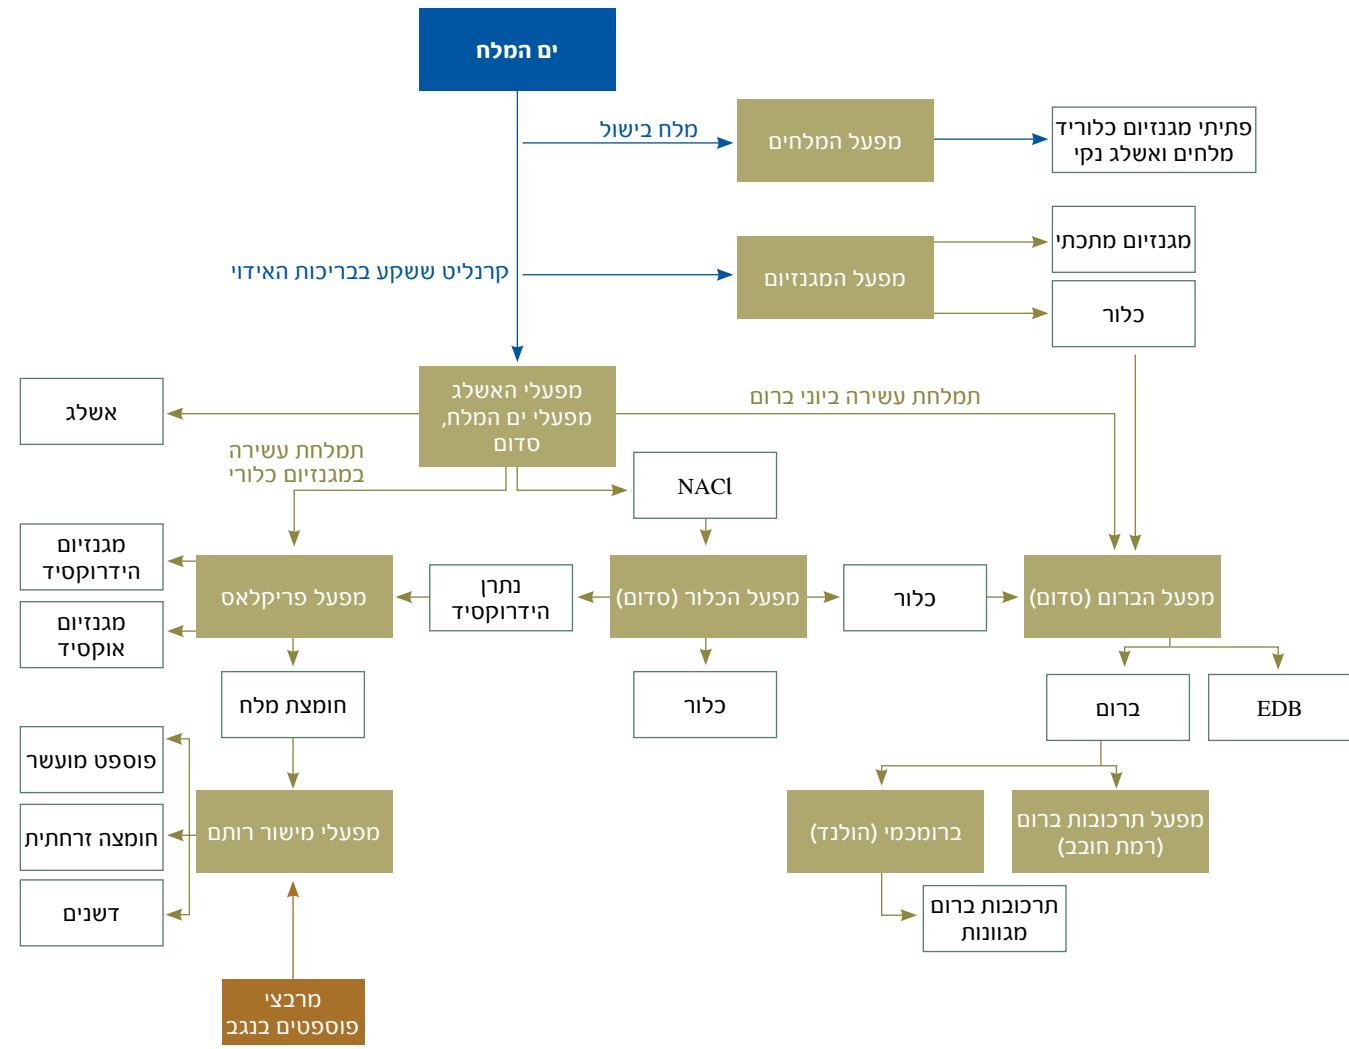 ים המלח
מלח בישול
מפעל המלחים
פתיתי מגנזיום כלוריד
מלחים ואשלג נקי
מגנזיום מתכתי
קרנליט ששקע בבריכות האידוי
מפעל המגנזיום
כלור
מפעלי האשלג
מפעלי ים המלח,
סדום
תמלחת עשירה ביוני ברום
אשלג
תמלחת עשירה
במגנזיום כלורי
NACl
מגנזיום
הידרוקסיד
מגנזיום
אוקסיד
מפעל פריקלאס
נתרן
הידרוקסיד
מפעל הכלור (סדום)
כלור
מפעל הברום (סדום)
חומצת מלח
כלור
ברום
EDB
פוספט מועשר
חומצה זרחתית
דשנים
מפעלי מישור רותם
ברומכמי (הולנד)
מפעל תרכובות ברום
(רמת חובב)
תרכובות ברום
מגוונות
מרבצי
פוספטים בנגב